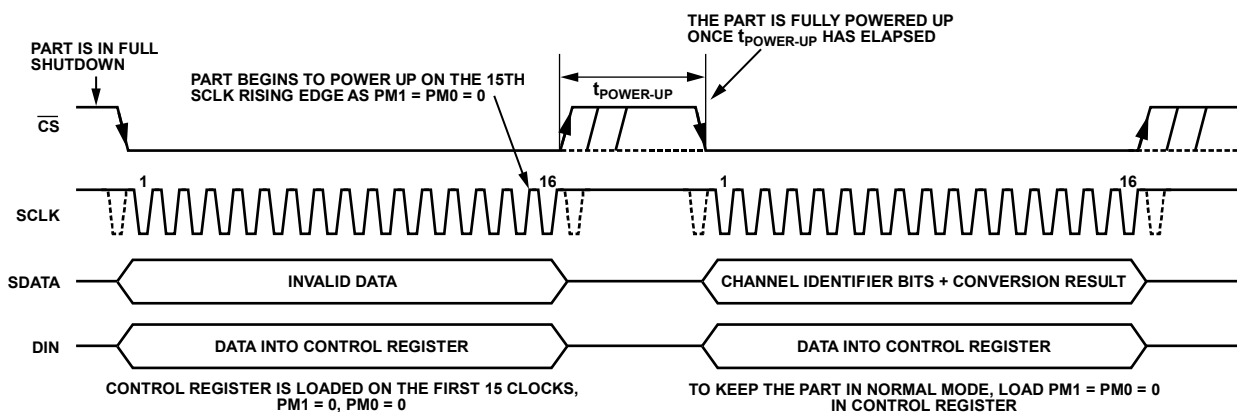 PART IS IN FULL
SHUTDOWN
PART BEGINS TO POWER UP ON THE 15TH
SCLK RISING EDGE AS PM1 = PM0 = 0
tPOWER-UP
THE PART IS FULLY POWERED UP
ONCE tPOWER-UP HAS ELAPSED
CS
SCLK
1
16
1
16
SDATA
INVALID DATA
CHANNEL IDENTIFIER BITS + CONVERSION RESULT
DIN
DATA INTO CONTROL REGISTER
DATA INTO CONTROL REGISTER
CONTROL REGISTER IS LOADED ON THE FIRST 15 CLOCKS,
PM1 = 0, PM0 = 0
TO KEEP THE PART IN NORMAL MODE, LOAD PM1 = PM0 = 0
IN CONTROL REGISTER